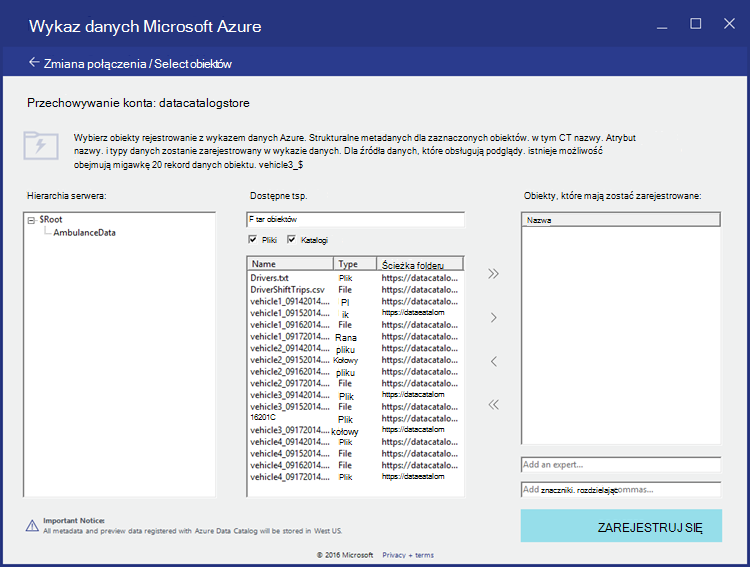 Wykaz danych Microsoft Azure
Zmiana połączenia / Select obiektów
Przechowywanie konta: datacatalogstore
Wybierz obiekty rejestrowanie z wykazem danych Azure. Strukturalne metadanych dla zaznaczonych obiektów. w tym CT nazwy. Atrybut
nazwy. i typy danych zostanie zarejestrowany w wykazie danych. Dla źródła danych, które obsługują podglądy. istnieje możliwość
obejmują migawkę 20 rekord danych obiektu. vehicle3_$
Hierarchia serwera:
Dostępne tsp.
Obiekty, które mają zostać zarejestrowane:
$Root
AmbulanceData
F tar obiektów
Pliki Katalogi
Name Type Ścieżka folderu
Drivers.txt Plik https://datacatalo...
DriverShiftTrips.csv File https://datacatalo...
vehicle1_09142014.... Pl https://datacatalo...
vehicle1_09152014.... ik https://dataeatalom
vehicle1_09162014.... File https://datacatalo...
vehicle1_09172014.... Rana https://datacatalo...
vehicle2_09142014.... pliku https://datacatalo...
vehicle2_09152014.... Kołowy https://datacatalo...
vehicle2_09162014.... pliku https://datacatalo...
vehicle2_09172014.... File https://datacatalo...
vehicle3_09142014.... Plik https://dataeatalom
vehicle3_09152014.... File https://datacatalo...
16201C Plik https://datacatalo...
vehicle3_09172014.... kołowy https://dataeatalom
vehicle4_09142014.... Plik https://datacatalo...
vehicle4_09152014.... File https://datacatalo...
vehicle4_09162014.... File https://datacatalo...
vehicle4_09172014.... Plik https://dataeatalom
Nazwa
Add an expert...
Add znaczniki. rozdzielając commas...
ZAREJESTRUJ SIĘ
Important Notice:
All metadata and preview data registered with Azure Data Catalog will be stored in West US.
© 2016 Microsoft Privacy + terms